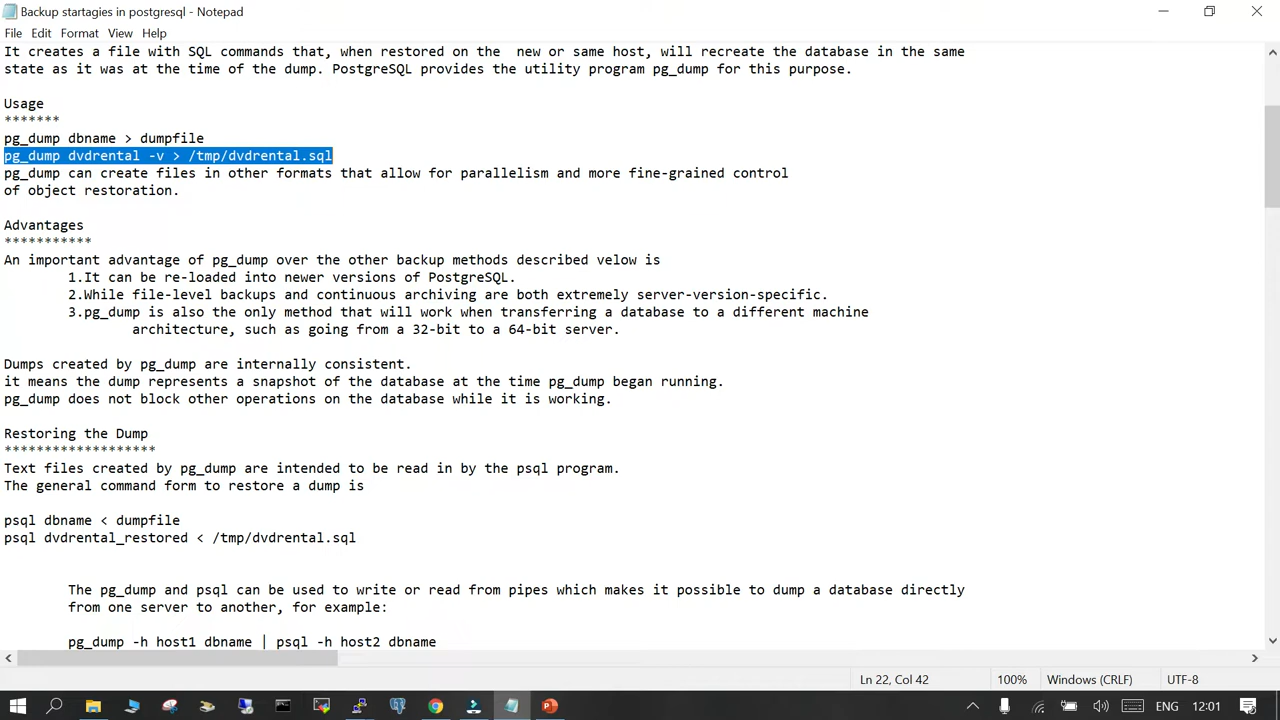 Backup startagies in postgresql - Notepad
File Edit Format View Help
It creates a file with SQL commands that, when restored on the  new or same host, will recreate the database in the same
state as it was at the time of the dump. PostgreSQL provides the utility program pg_dump for this purpose.
Usage
*******
pg_dump dbname > dumpfile
pg_dump dvdrental -v > /tmp/dvdrental.sql
pg_dump can create files in other formats that allow for parallelism and more fine-grained control
of object restoration.
Advantages
***********
An important advantage of pg_dump over the other backup methods described velow is
1.It can be re-loaded into newer versions of PostgreSQL.
2.While file-level backups and continuous archiving are both extremely server-version-specific.
3.pg_dump is also the only method that will work when transferring a database to a different machine
architecture, such as going from a 32-bit to a 64-bit server.
Dumps created by pg_dump are internally consistent.
it means the dump represents a snapshot of the database at the time pg_dump began running.
pg_dump does not block other operations on the database while it is working.
Restoring the Dump
*******************
Text files created by pg_dump are intended to be read in by the psql program.
The general command form to restore a dump is
psql dbname < dumpfile
psql dvdrental_restored < /tmp/dvdrental.sql
The pg_dump and psql can be used to write or read from pipes which makes it possible to dump a database directly
from one server to another, for example:
pg_dump -h host1 dbname | psql -h host2 dbname
Ln 22, Col 42 100% Windows (CRLF) UTF-8
ENG 12:01